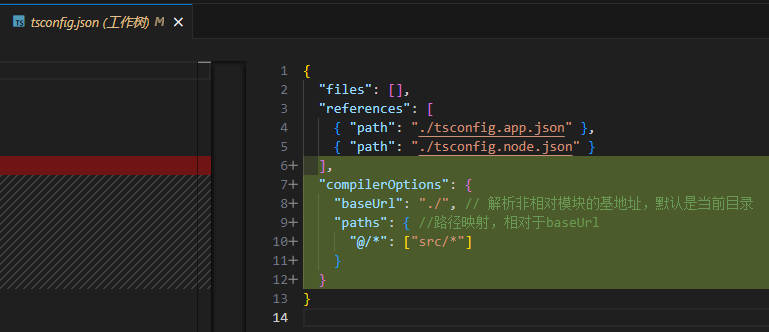 TS tsconfig.json (工作树) M ×
1 {
2 "files": [],
3 "references": [
4 { "path": "./tsconfig.app.json" },
5 { "path": "./tsconfig.node.json" }
6+ ],
7+ "compilerOptions": {
8+ "baseUrl": "./", // 解析非相对模块的基地址，默认是当前目录
9+ "paths": { //路径映射，相对于baseUrl
10+ "@/*": ["src/*"]
11+ }
12+ }
13 }
14